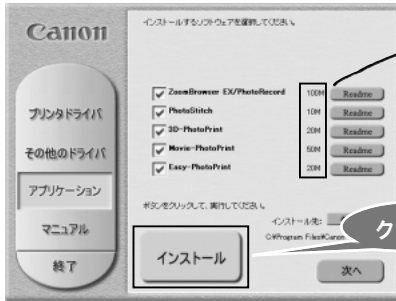 Canon
インストールするソフトウェアを選択してください。
ZoomBrowser EX/PhotoRecord 100M Readme
PhotoStitch 10M Readme
3D-PhotoPrint 20M Readme
Movie-PhotoPrint 50M Readme
Easy-PhotoPrint 20M Readme
プリンタドライバ
その他のドライバ
アプリケーション
マニュアル
終了
ボタンをクリックして、実行してください。
インストール先:
C:¥Program Files¥Canon
インストール
ク
次へ